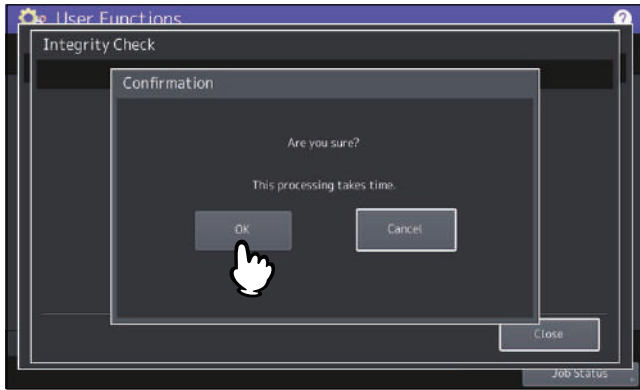 User Functions
?
Integrity Check
Confirmation
Are you sure?
This processing takes time.
OK
Cancel
Close
Job Status